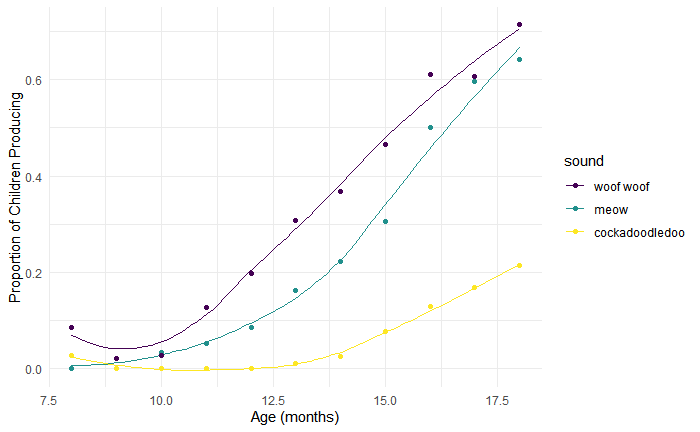 Proportion of Children Producing
0.6
0.4
0.2
0.0
7.5 10.0 12.5 15.0 17.5
Age (months)
sound
woof woof
meow
cockadoodledoo